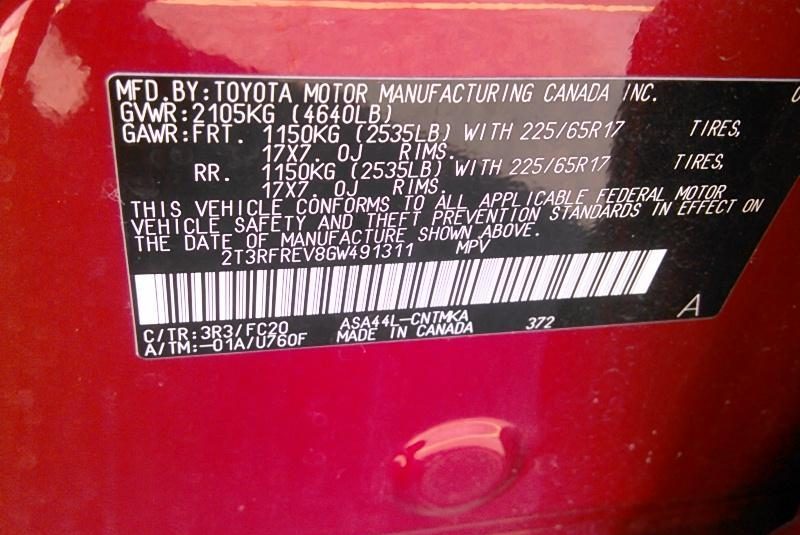 MFD.BY:TOYOTA MOTOR MANUFACTURING CANADA INC.
GVWR:2105KG (4640LB)
GAWR:FRT. 1150KG (2535LB) WITH 225/65R17 TIRES,
17X7.0J RIMS.
RR. 1150KG (2535LB) WITH 225/65R17 TIRES,
17X7.0J RIMS.
THIS VEHICLE CONFORMS TO ALL APPLICABLE FEDERAL MOTOR
VEHICLE SAFETY AND THEFT PREVENTION STANDARDS IN EFFECT ON
THE DATE OF MANUFACTURE SHOWN ABOVE.
2T3RFREV8GW491311 MPV
C/TR:3R3/FC20 ASA44L-CNTMKA 372 A
A/TM:-01A/U760F MADE IN CANADA